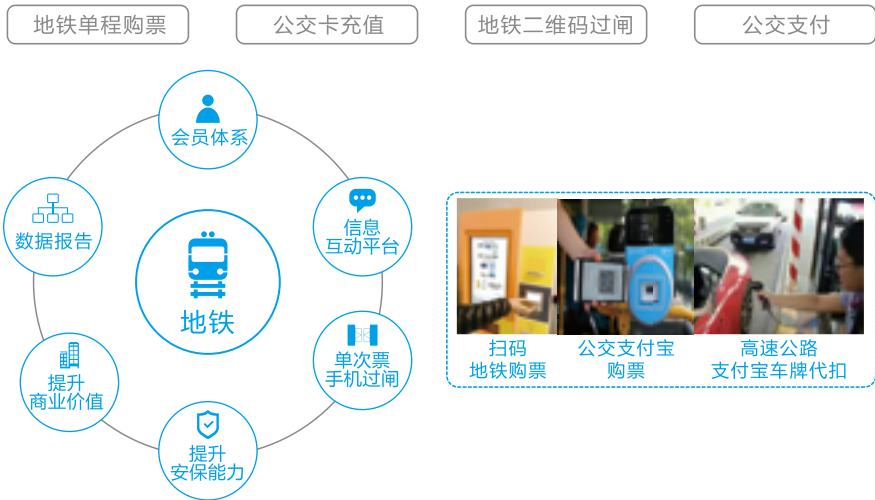 地铁单程购票
公交卡充值
地铁二维码过闸
公交支付
会员体系
数据报告
信息
互动平台
地铁
单次票
手机过闸
提升
商业价值
提升
安保能力
扫码
地铁购票
公交支付宝
购票
高速公路
支付宝车牌代扣